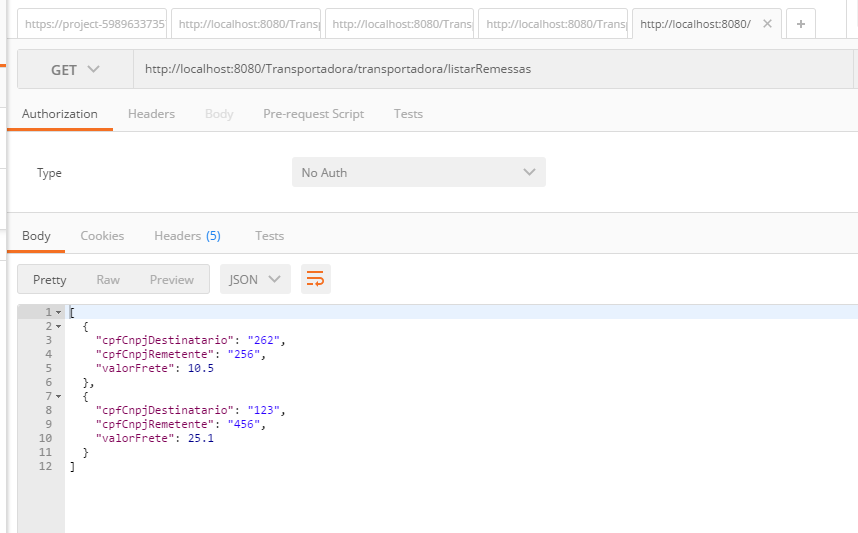 https://project-5989633735
http://localhost:8080/Transp
http://localhost:8080/Transp
http://localhost:8080/Transp
http://localhost:8080/
+
GET
http://localhost:8080/Transportadora/transportadora/listarRemessas
Authorization Headers Body Pre-request Script Tests
Type No Auth
Body Cookies Headers (5) Tests
Pretty Raw Preview JSON
1 [
2 {
3 "cpfCnpjDestinatario": "262",
4 "cpfCnpjRemetente": "256",
5 "valorFrete": 10.5
6 },
7 {
8 "cpfCnpjDestinatario": "123",
9 "cpfCnpjRemetente": "456",
10 "valorFrete": 25.1
11 }
12 ]